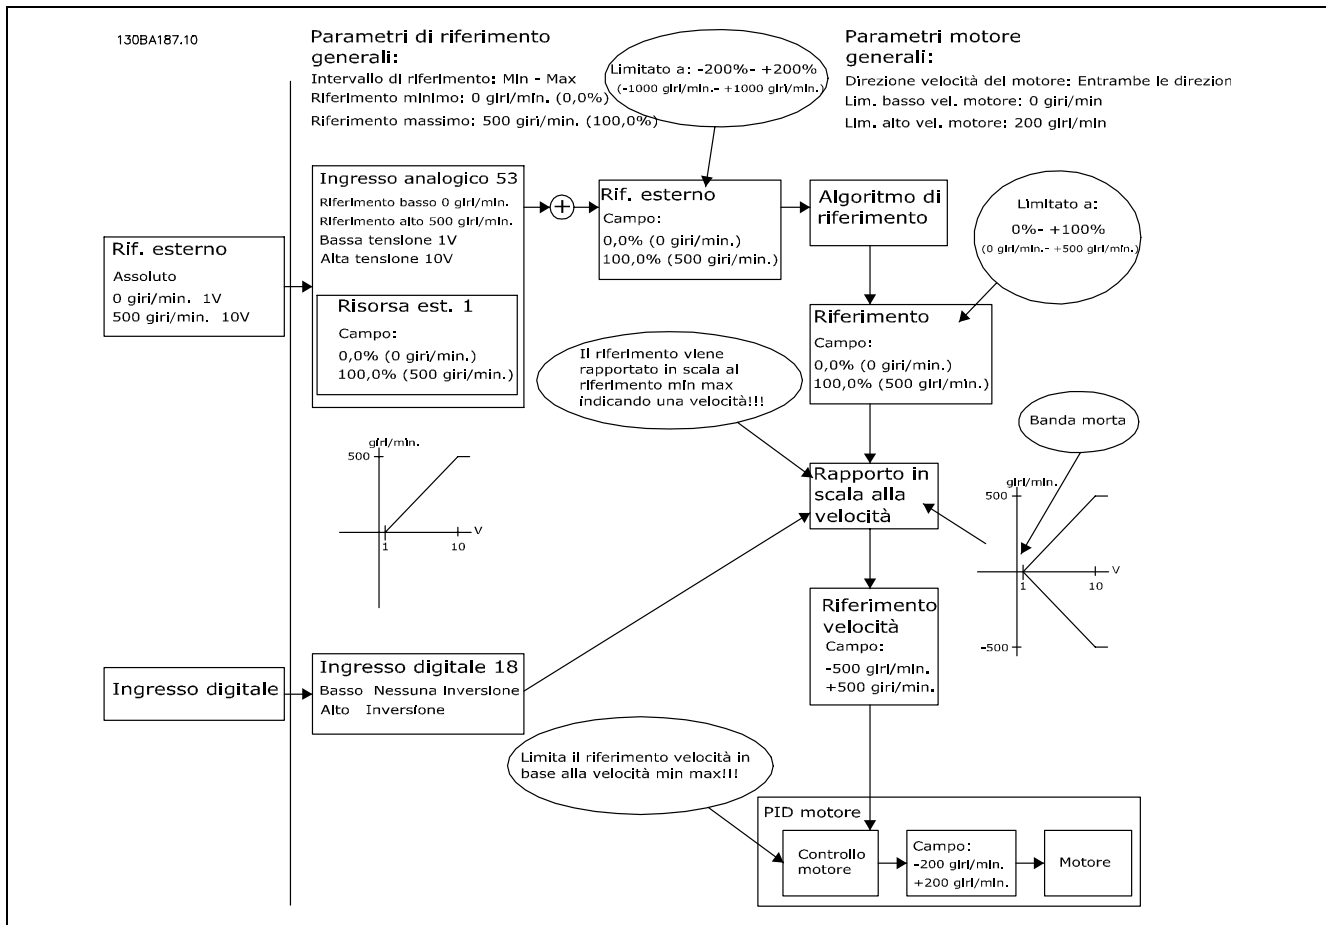 130BA187.10
Parametri di riferimento
generali:
Intervallo di riferimento: Min - Max
Riferimento minimo: 0 giri/min. (0,0%)
Riferimento massimo: 500 giri/min. (100,0%)
Limitato a: -200%- +200%
(-1000 giri/min.- +1000 giri/min.)
Parametri motore
generali:
Direzione velocità del motore: Entrambe le direzion
Lim. basso vel. motore: 0 giri/min
Lim. alto vel. motore: 200 giri/min
Rif. esterno
Assoluto
0 giri/min. 1V
500 giri/min. 10V
Ingresso analogico 53
Riferimento basso 0 giri/min.
Riferimento alto 500 giri/min.
Bassa tensione 1V
Alta tensione 10V
Risorsa est. 1
Campo:
0,0% (0 giri/min.)
100,0% (500 giri/min.)
+
Rif. esterno
Campo:
0,0% (0 giri/min.)
100,0% (500 giri/min.)
Algoritmo di
riferimento
Limitato a:
0%- +100%
(0 giri/min.- +500 giri/min.)
Riferimento
Campo:
0,0% (0 giri/min.)
100,0% (500 giri/min.)
Il riferimento viene
rapportato in scala al
riferimento min max
indicando una velocità!!!
Banda morta
giri/min.
500
V
1
10
Rapporto in
scala alla
velocità
giri/min.
500
V
1
10
-500
Riferimento
velocità
Campo:
-500 giri/min.
+500 giri/min.
Ingresso digitale
Ingresso digitale 18
Basso Nessuna inversione
Alto Inversione
Limita il riferimento velocità in
base alla velocità min max!!!
PID motore
Controllo
motore
Campo:
-200 giri/min.
+200 giri/min.
Motore